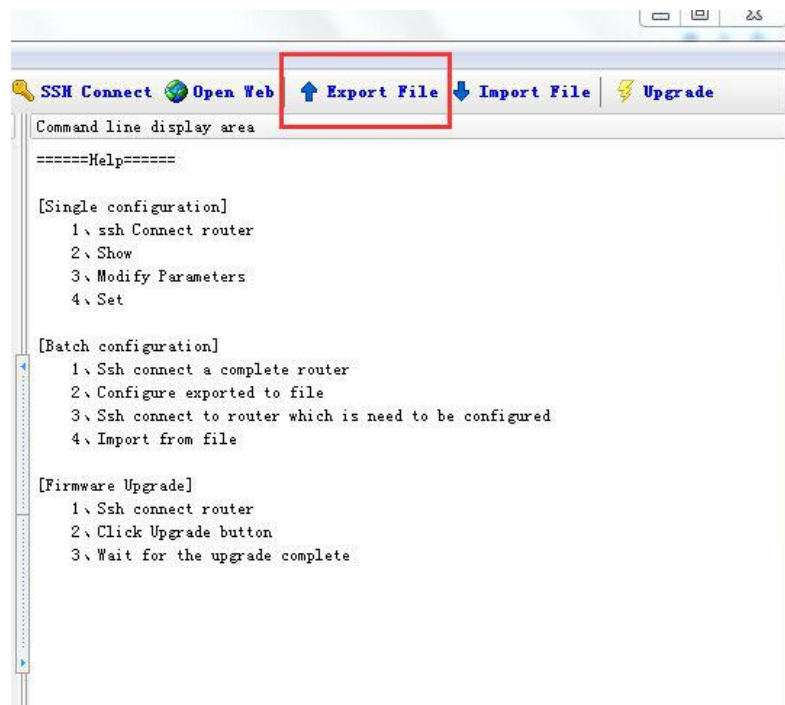 SSH Connect Open Web Export File Import File Upgrade
Command line display area
======Help======
[Single configuration]
1、ssh Connect router
2、Show
3、Modify Parameters
4、Set
[Batch configuration]
1、Ssh connect a complete router
2、Configure exported to file
3、Ssh connect to router which is need to be configured
4、Import from file
[Firmware Upgrade]
1、Ssh connect router
2、Click Upgrade button
3、Wait for the upgrade complete